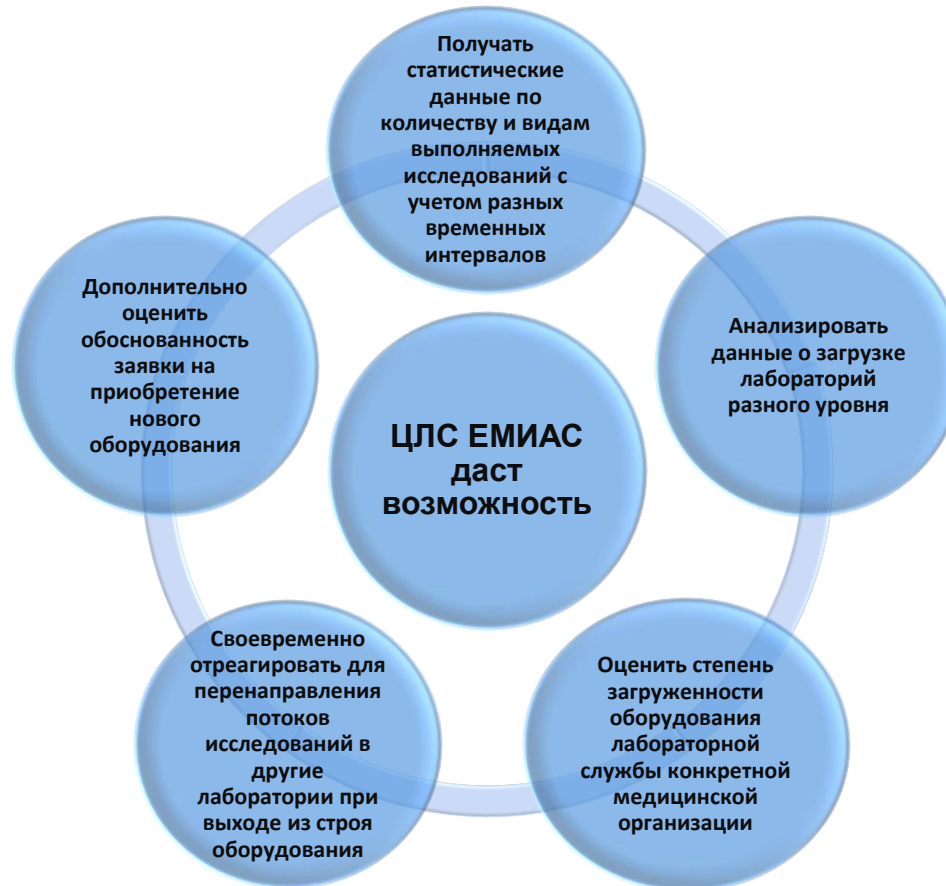 Получать
статистические
данные по
количеству и видам
выполняемых
исследований с
учетом разных
временных
интервалов
Дополнительно
оценить
обоснованность
заявки на
приобретение
нового
оборудования
Анализировать
данные о загрузке
лабораторий
разного уровня
ЦЛС ЕМИАС
даст
возможность
Своевременно
отреагировать для
перенаправления
потоков
исследований в
другие
лаборатории при
выходе из строя
оборудования
Оценить степень
загруженности
оборудования
лабораторной
службы конкретной
медицинской
организации